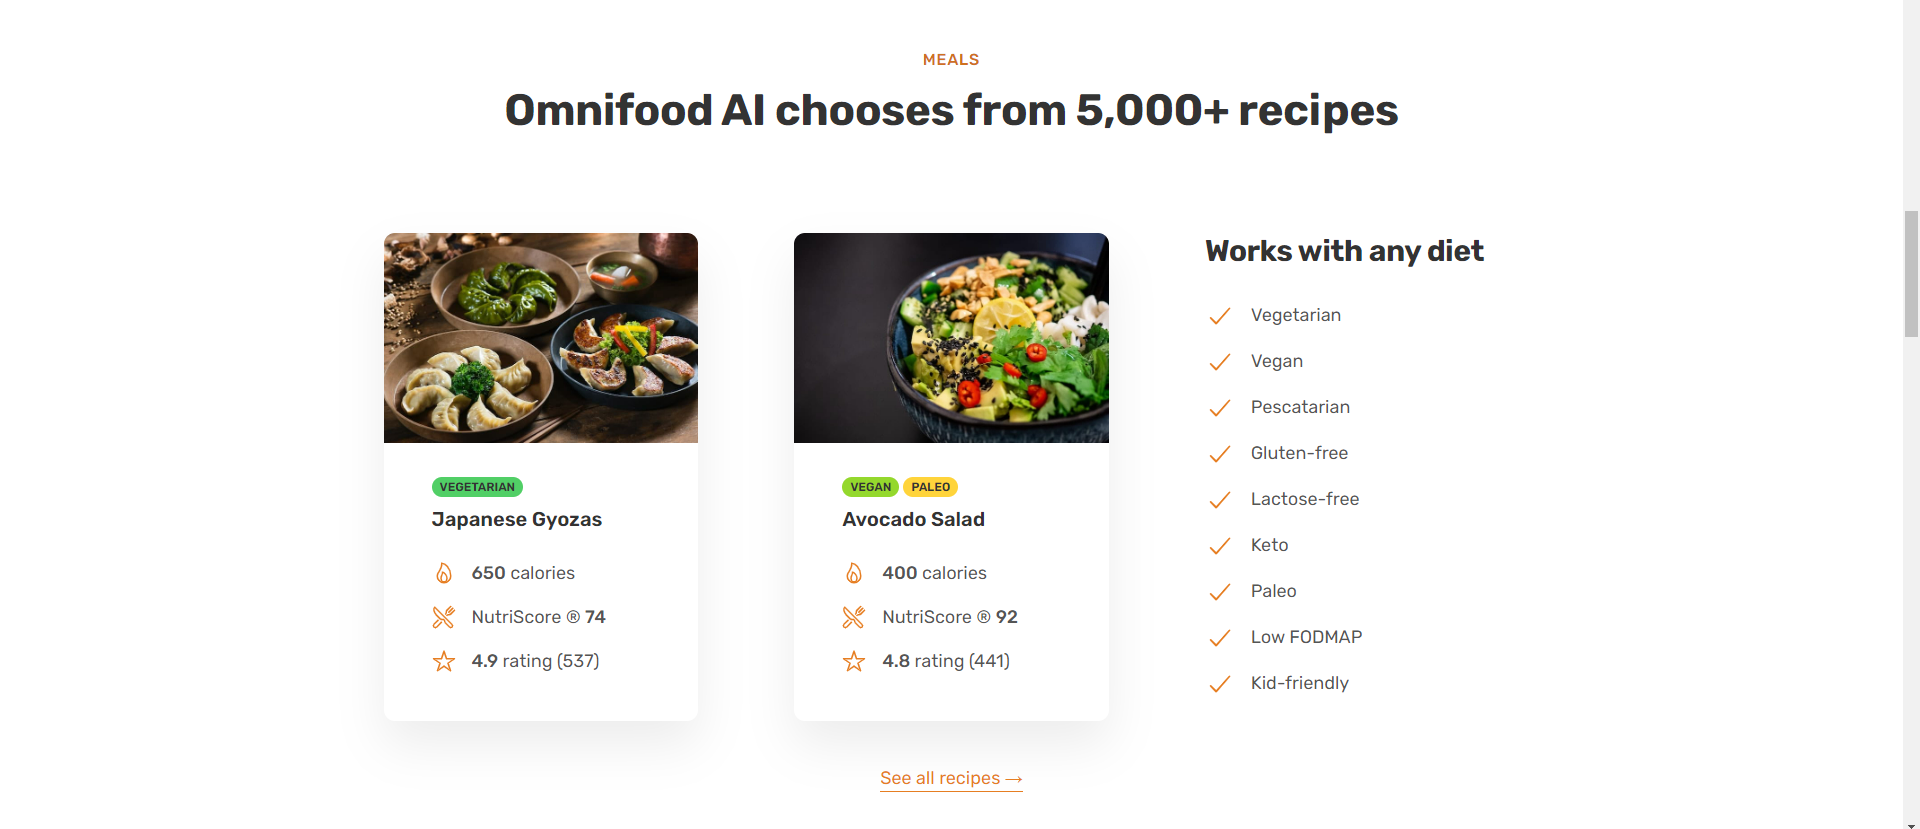 MEALS
Omnifood AI chooses from 5,000+ recipes
VEGETARIAN
Japanese Gyozas
650 calories
NutriScore ® 74
4.9 rating (537)
VEGAN PALEO
Avocado Salad
400 calories
NutriScore ® 92
4.8 rating (441)
Works with any diet
Vegetarian
Vegan
Pescatarian
Gluten-free
Lactose-free
Keto
Paleo
Low FODMAP
Kid-friendly
See all recipes →